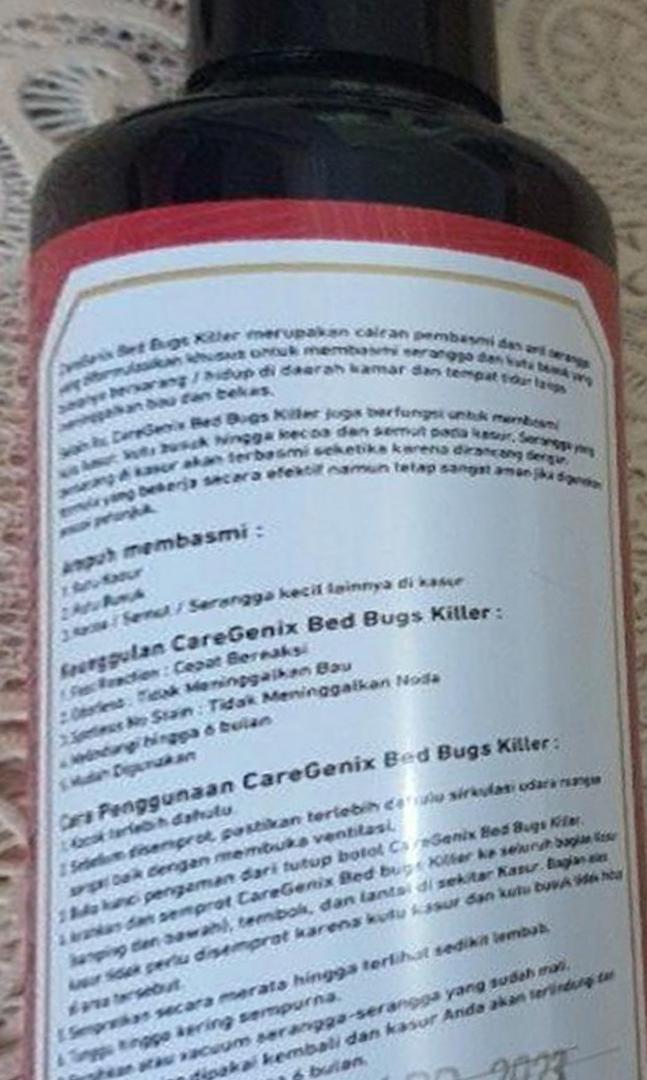 CareGenix Bed Bugs Killer merupakan cairan pembasmi dan anti serangga
yang diformulasikan khusus untuk membasmi serangga dan kutu busuk yang
bersarang / hidup di daerah kamar dan tempat tidur tanpa
meninggalkan bau dan bekas.
Selain itu, CareGenix Bed Bugs Killer juga berfungsi untuk membasmi
kutu kasur, kutu busuk hingga kecoa dan semut pada kasur. Serangga yang
bersarang di kasur akan terbasmi seketika karena dirancang dengan
formula yang bekerja secara efektif namun tetap sangat aman jika digunakan
sesuai petunjuk.
Ampuh membasmi :
1. Kutu Kasur
2. Kutu Busuk
3. Kecoa / Semut / Serangga kecil lainnya di kasur
Keunggulan CareGenix Bed Bugs Killer :
1. Fast Reaction : Cepat Bereaksi
2. Odorless : Tidak Meninggalkan Bau
3. Spotless No Stain : Tidak Meninggalkan Noda
4. Melindungi hingga 6 bulan
5. Mudah Digunakan
Cara Penggunaan CareGenix Bed Bugs Killer :
1. Kocok terlebih dahulu
2. Sebelum disemprot, pastikan terlebih dahulu sirkulasi udara ruangan
sangat baik dengan membuka ventilasi.
3. Buka kunci pengaman dari tutup botol CareGenix Bed Bugs Killer.
4. Arahkan dan semprot CareGenix Bed bugs Killer ke seluruh bagian kasur
(samping dan bawah), tembok, dan lantai di sekitar Kasur. Bagian atas
kasur tidak perlu disemprot karena kutu kasur dan kutu busuk tidak hidup
di area tersebut.
5. Semprotkan secara merata hingga terlihat sedikit lembab.
6. Tunggu hingga kering sempurna.
7. atau vacuum serangga-serangga yang sudah mati.
dipakai kembali dan kasur Anda akan terlindung dari
6 bulan.
2027